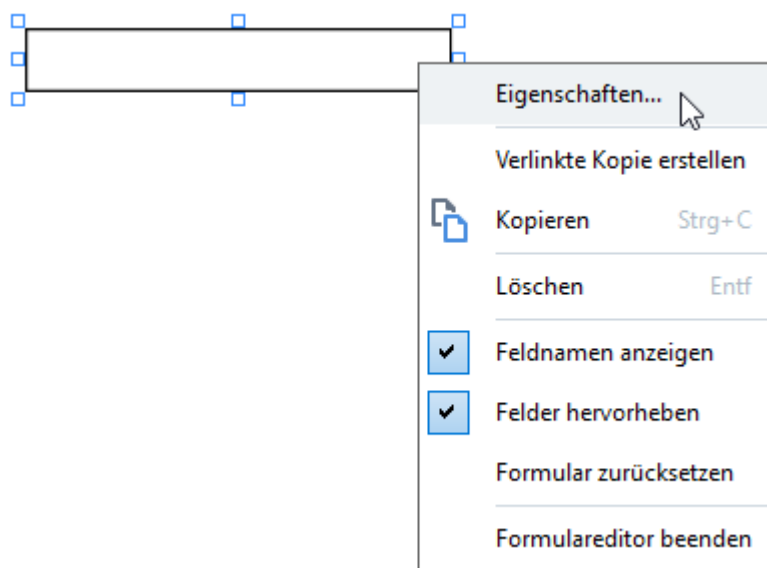 Eigenschaften...
Verlinkte Kopie erstellen
Kopieren Strg+C
Löschen Entf
Feldnamen anzeigen
Felder hervorheben
Formular zurücksetzen
Formulareditor beenden